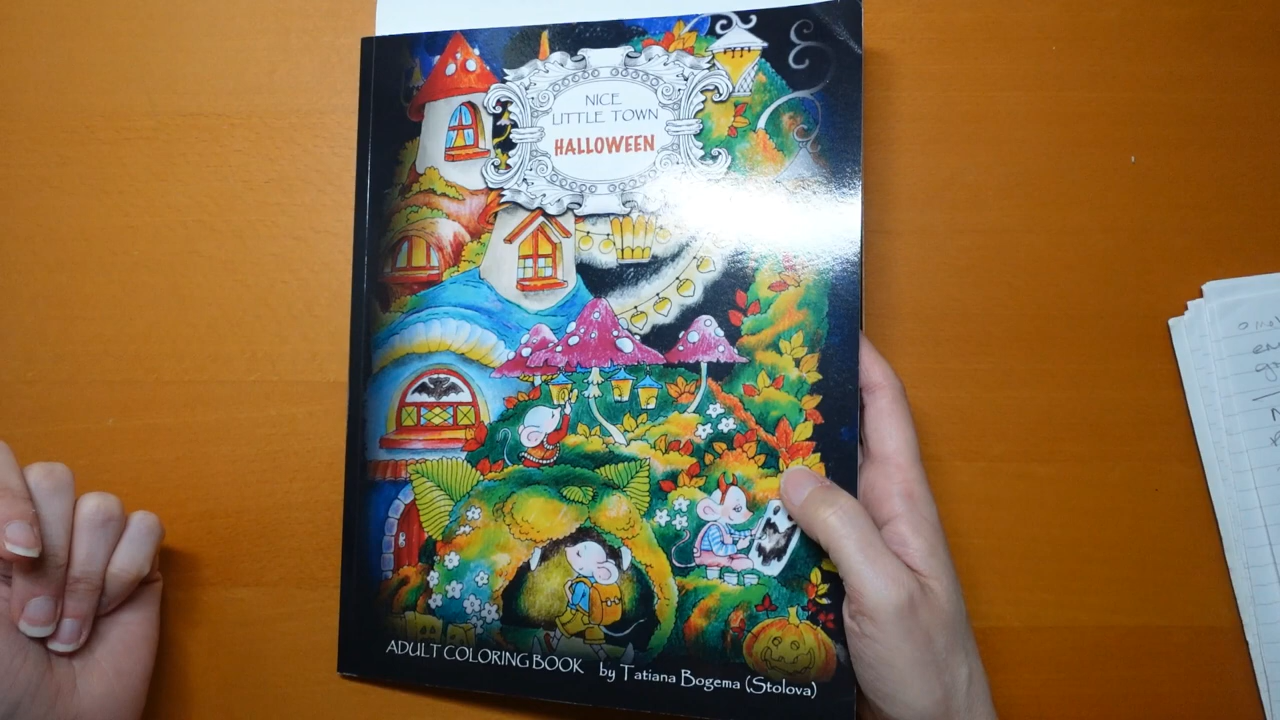 NICE
LITTLE TOWN
HALLOWEEN
ADULT COLORING BOOK by Tatiana Bogema (Stolova)